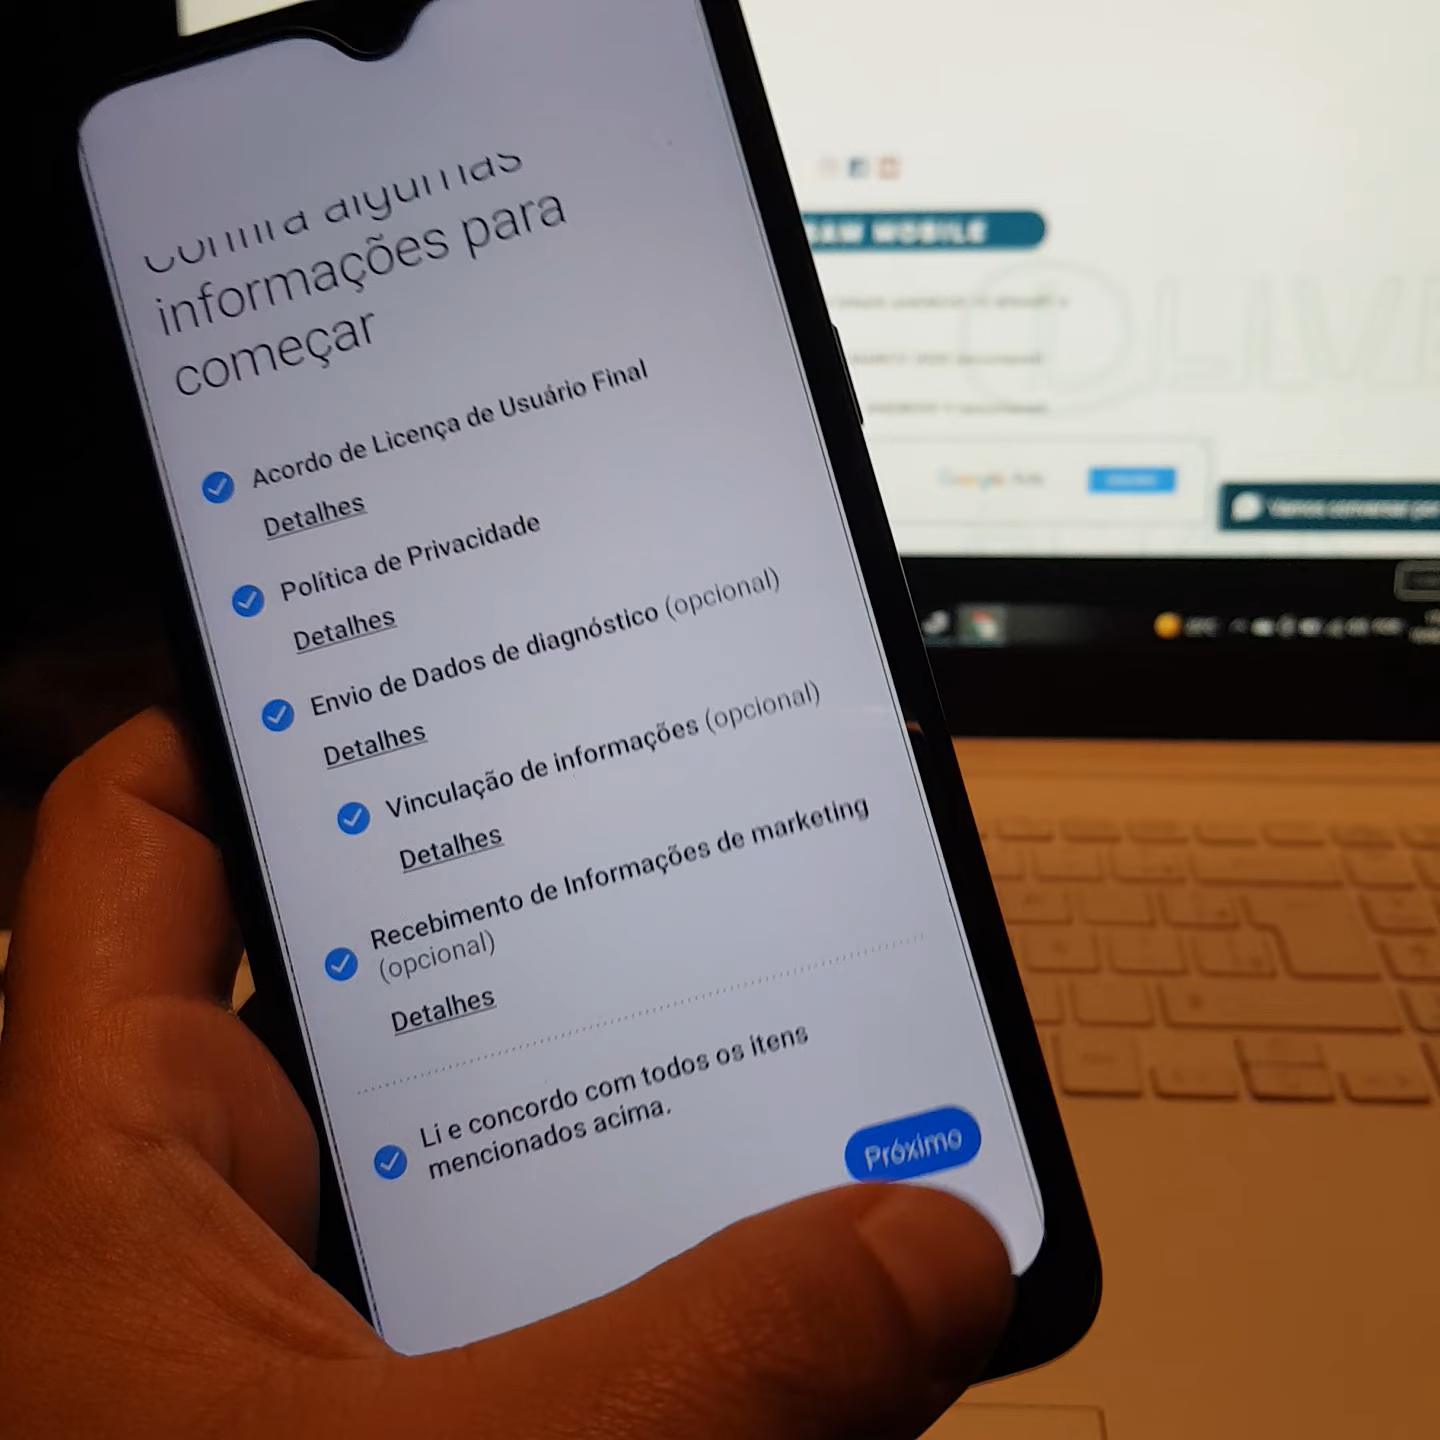 informações para
começar
Acordo de Licença de Usuário Final
Detalhes
Política de Privacidade
Detalhes
Envio de Dados de diagnóstico (opcional)
Detalhes
Vinculação de informações (opcional)
Detalhes
Recebimento de Informações de marketing
(opcional)
Detalhes
Li e concordo com todos os itens
mencionados acima.
Próximo
MOBILE
LIV